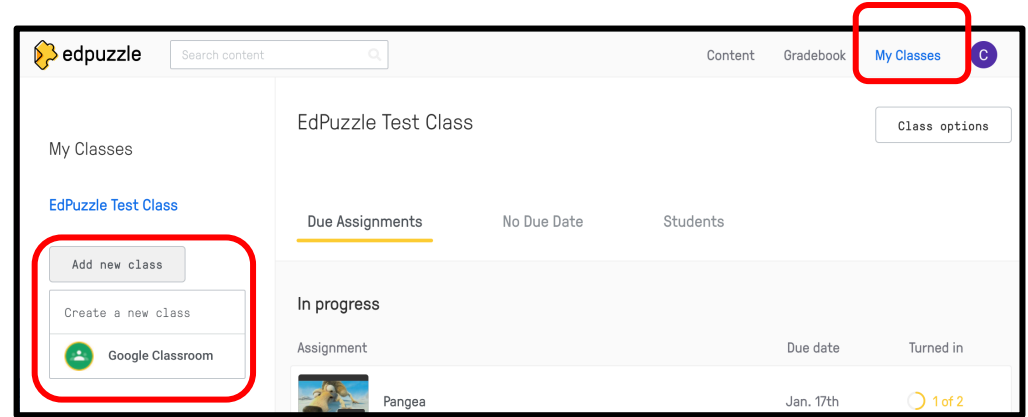 edpuzzle
Search content
Content
Gradebook
My Classes
C
My Classes
EdPuzzle Test Class
Add new class
Create a new class
Google Classroom
EdPuzzle Test Class
Class options
Due Assignments
No Due Date
Students
In progress
Assignment
Due date
Turned in
Pangea
Jan. 17th
1 of 2